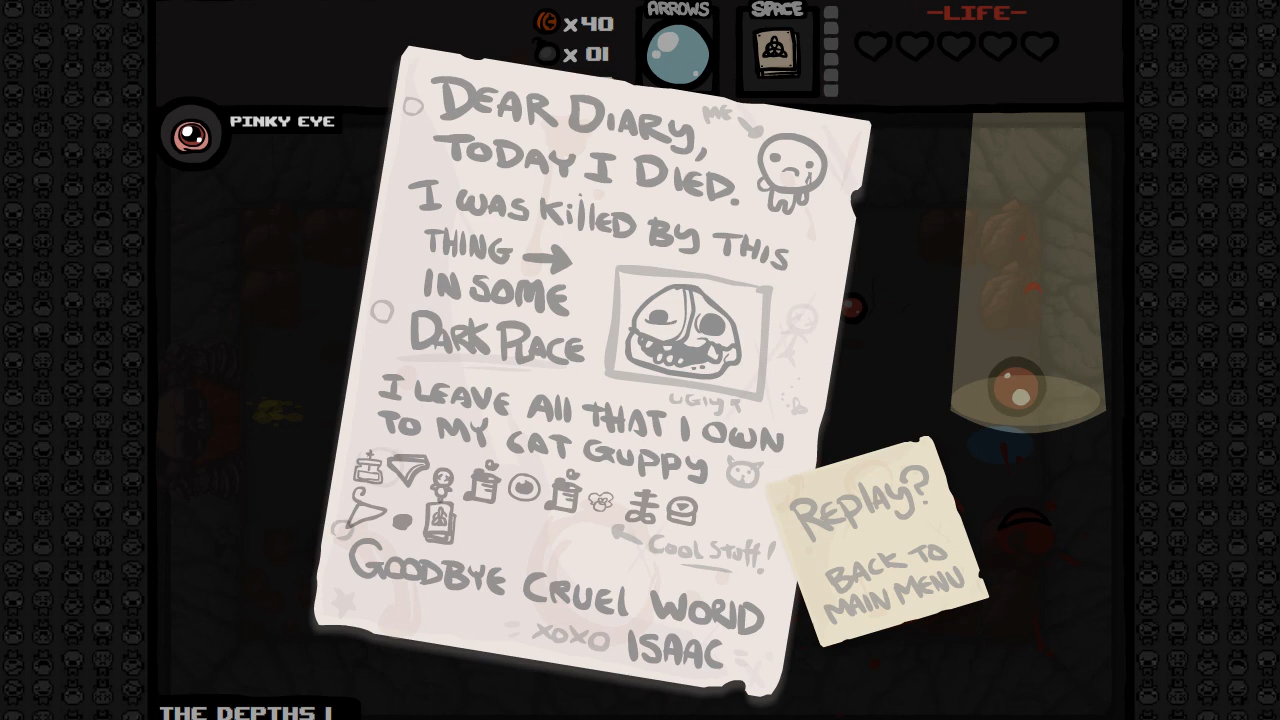 x40
x 01
ARROWS
SPACE
-LIFE-
PINKY EYE
DEAR DIARY,
TODAY I DIED.
ME
I WAS KillED BY THIS
THING →
IN SOME
DARK PLACE
UGLY
I LEAVE All THAT I OWN
TO MY CAT GUPPY
COOL STUFF!
GOODBYE CRUEL WORLD
XOXO ISAAC
REPLAY?
BACK TO
MAIN MENU
THE DEPTHS I